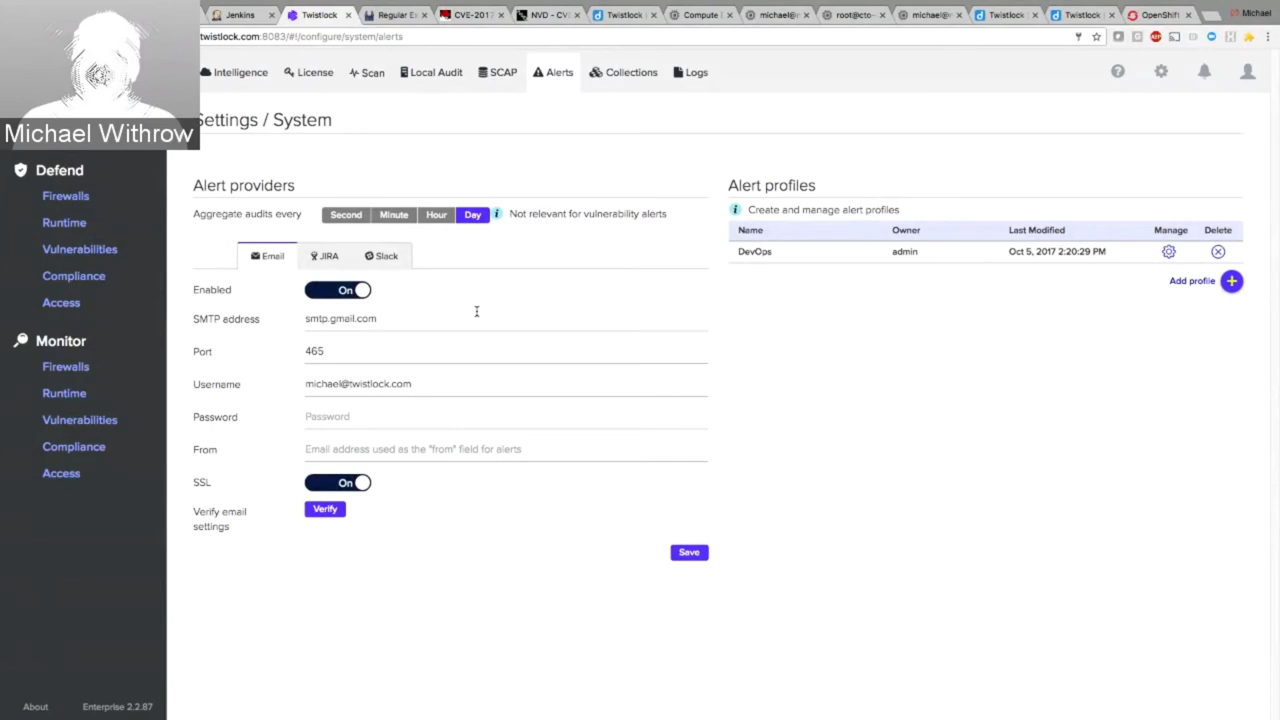 Jenkins
Twistlock
Regular Ex
CVE-2017
NVD - CV
Twistlock
Compute
michael@
root@cto-
michael@
Twistlock
Twistlock
OpenShift
Michael
twistlock.com:8083/#!/configure/system/alerts
Intelligence
License
Scan
Local Audit
SCAP
Alerts
Collections
Logs
Michael Withrow
Settings / System
Defend
Firewalls
Runtime
Vulnerabilities
Compliance
Access
Monitor
Firewalls
Runtime
Vulnerabilities
Compliance
Access
About
Enterprise 2.2.87
Alert providers
Aggregate audits every
Second
Minute
Hour
Day
Not relevant for vulnerability alerts
Email
JIRA
Slack
Enabled
On
SMTP address
smtp.gmail.com
Port
465
Username
michael@twistlock.com
Password
Password
From
Email address used as the "from" field for alerts
SSL
On
Verify email
settings
Verify
Save
Alert profiles
Create and manage alert profiles
Name
Owner
Last Modified
Manage
Delete
DevOps
admin
Oct 5, 2017 2:20:29 PM
Add profile